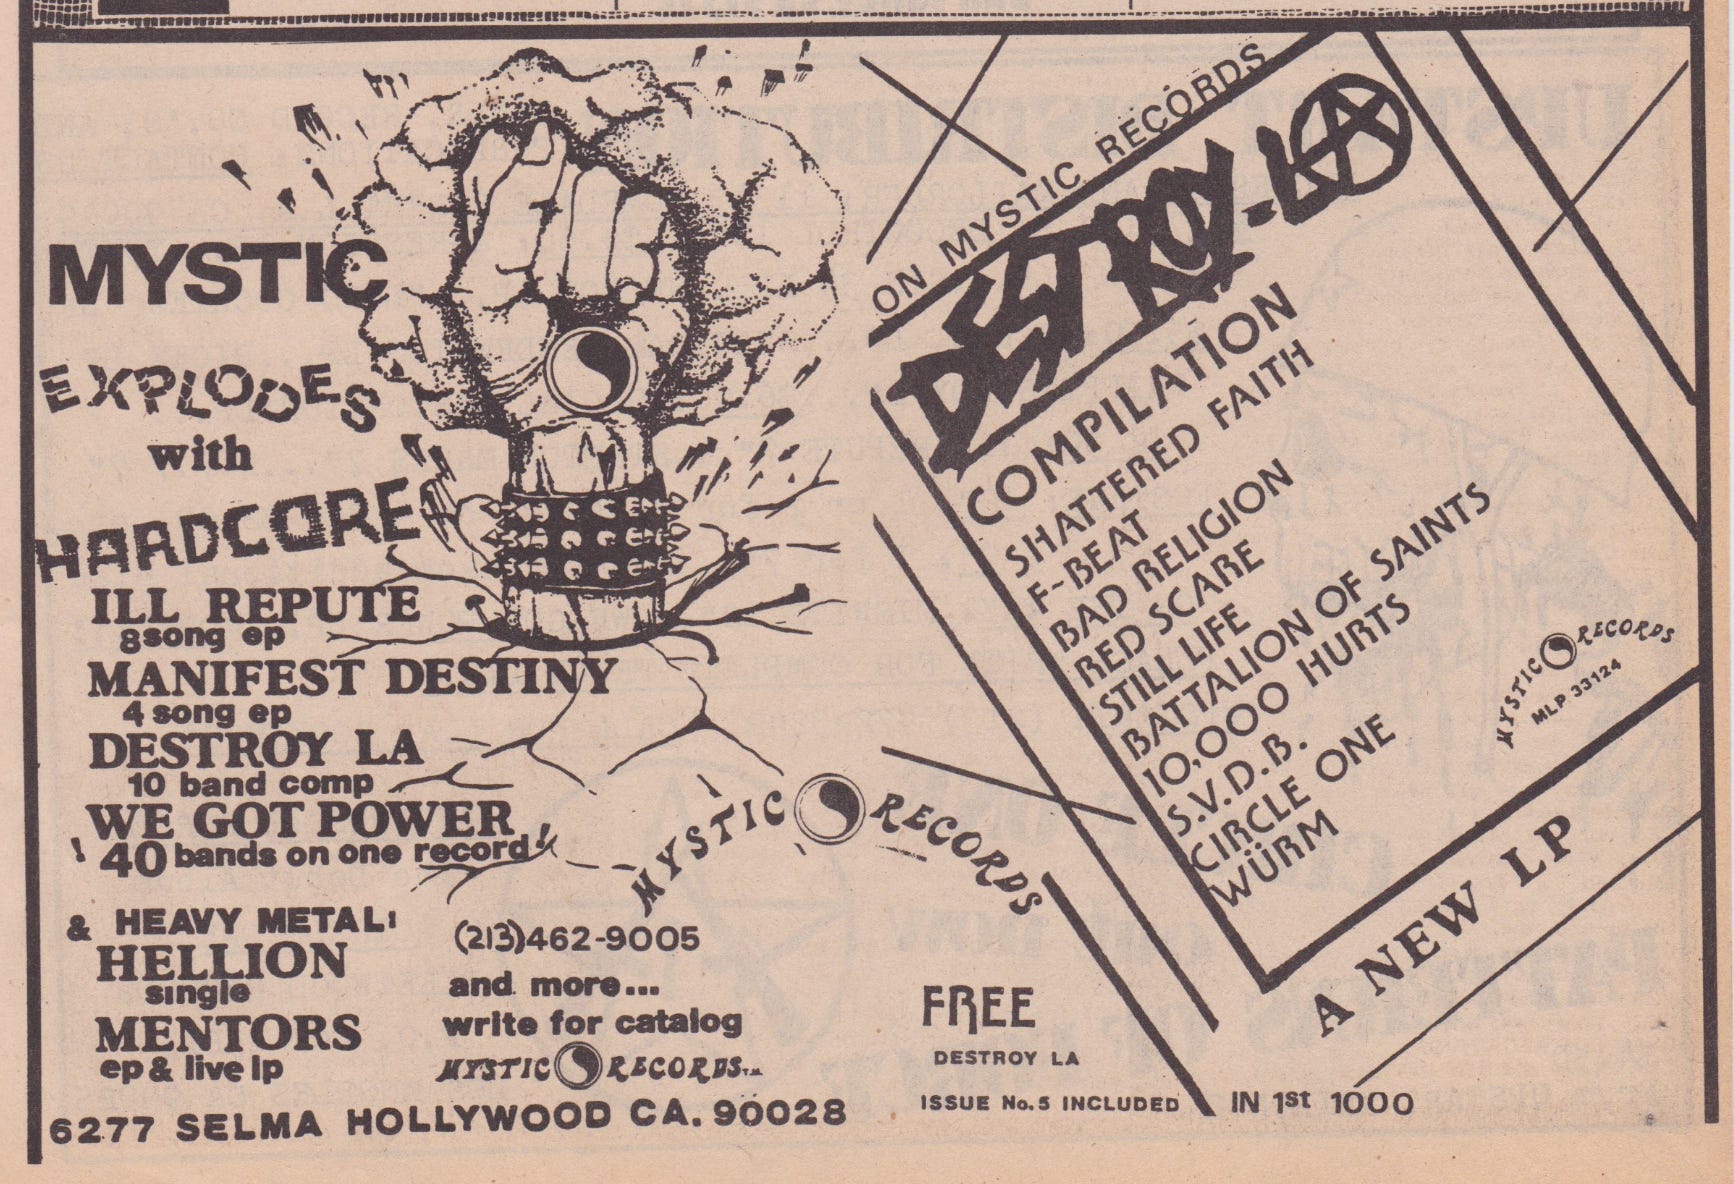 MYSTIC
EXPLODES
with
HARDCORE
ILL REPUTE
8 song ep
MANIFEST DESTINY
4 song ep
DESTROY LA
10 band comp
WE GOT POWER
! 40 bands on one record!
& HEAVY METAL:
HELLION
single
MENTORS
ep & live lp
MYSTIC RECORDS
(213)462-9005
and more...
write for catalog
MYSTIC RECORDS™
6277 SELMA HOLLYWOOD CA. 90028
ON MYSTIC RECORDS
DESTROY-LA
COMPILATION
SHATTERED FAITH
F-BEAT
BAD RELIGION
RED SCARE
STILL LIFE
BATTALION OF SAINTS
10,000 HURTS
S.V.D.B.
CIRCLE ONE
WÜRM
MYSTIC RECORDS
MLP 33124
A NEW LP
FREE
DESTROY LA
ISSUE No. 5 INCLUDED IN 1st 1000